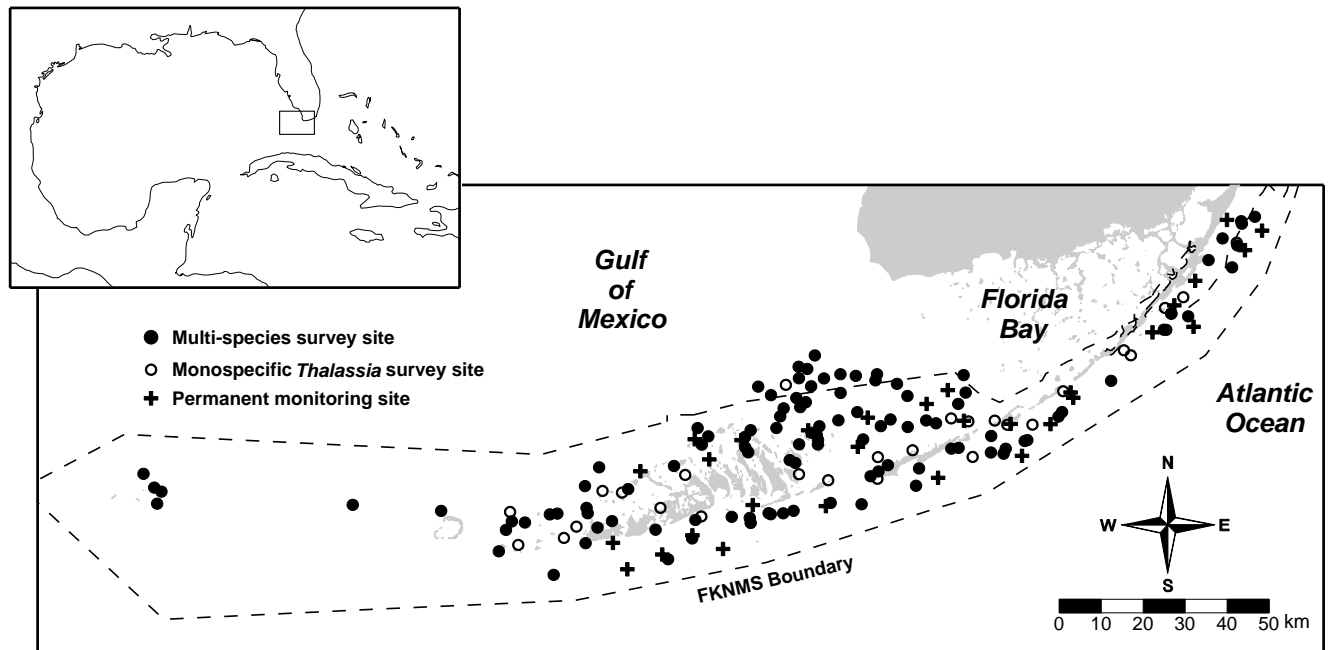 Gulf
of
Mexico
Florida
Bay
Multi-species survey site
Monospecific Thalassia survey site
Permanent monitoring site
Atlantic
Ocean
FKNMS Boundary
N
W E
S
0 10 20 30 40 50 km